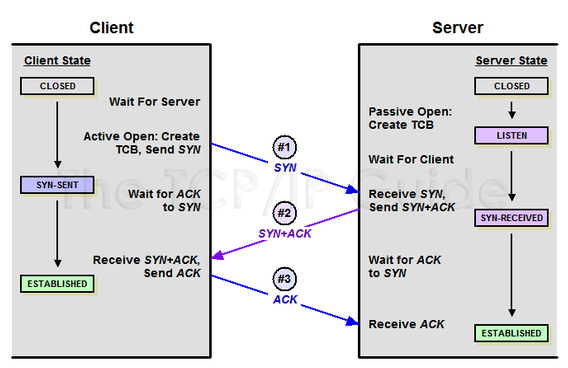 Client
Server
Client State
Server State
CLOSED
CLOSED
Wait For Server
Passive Open:
Create TCB
Active Open: Create
TCB, Send SYN
#1
SYN
LISTEN
Wait For Client
SYN-SENT
Wait for ACK
to SYN
#2
SYN+ACK
Receive SYN,
Send SYN+ACK
SYN-RECEIVED
The TCP/IP Guide
Receive SYN+ACK,
Send ACK
Wait for ACK
to SYN
#3
ACK
ESTABLISHED
Receive ACK
ESTABLISHED